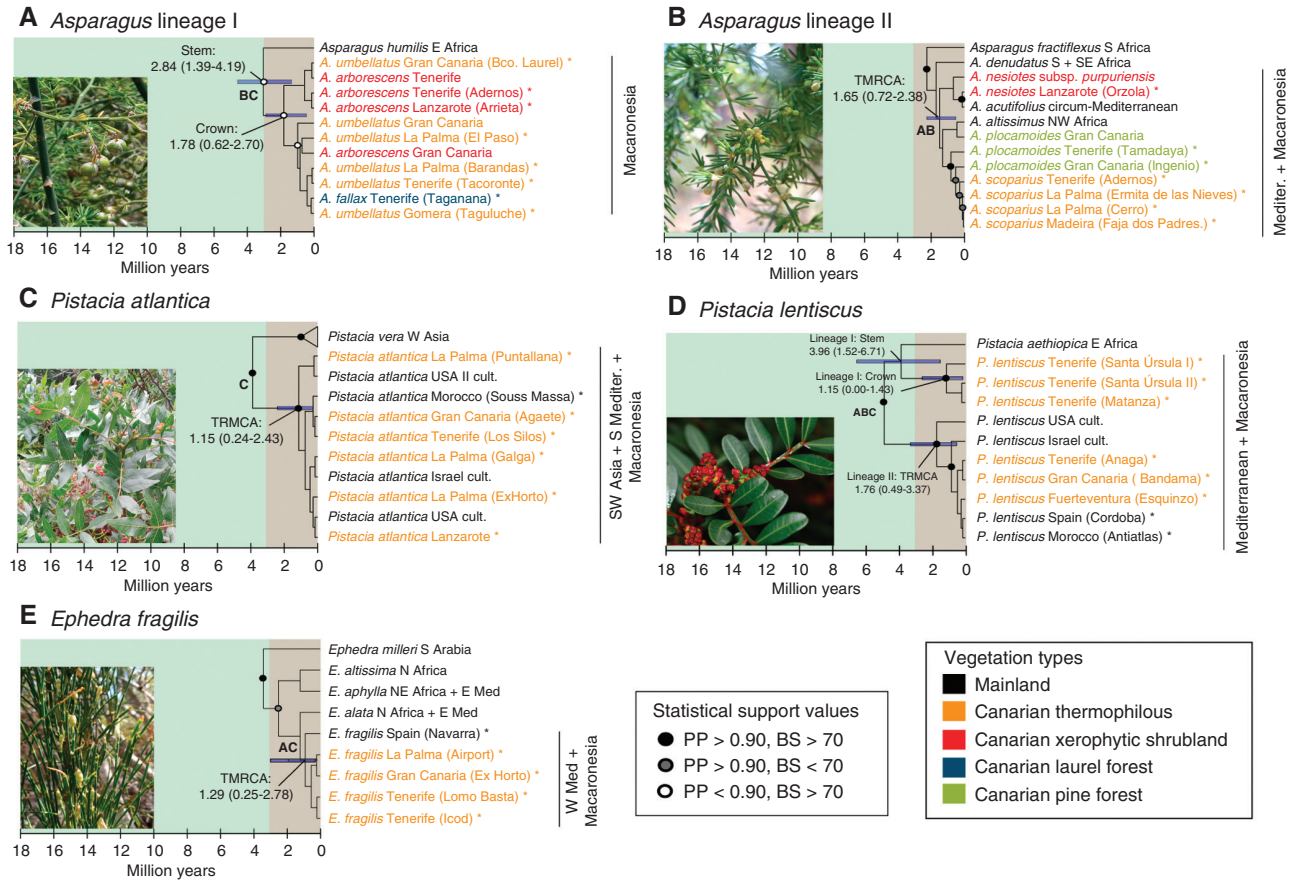 A Asparagus lineage I
Stem:
2.84 (1.39-4.19)
BC
Crown:
1.78 (0.62-2.70)
Asparagus humilis E Africa
A. umbellatus Gran Canaria (Bco. Laurel) *
A. arborescens Tenerife
A. arborescens Tenerife (Adernos) *
A. arborescens Lanzarote (Arrieta) *
A. umbellatus Gran Canaria
A. umbellatus La Palma (El Paso) *
A. arborescens Gran Canaria
A. umbellatus La Palma (Barandas) *
A. umbellatus Tenerife (Tacoronte) *
A. fallax Tenerife (Taganana) *
A. umbellatus Gomera (Taguluche) *
Macaronesia
18 16 14 12 10 8 6 4 2 0
Million years
B Asparagus lineage II
TMRCA:
1.65 (0.72-2.38)
AB
Asparagus fractiflexus S Africa
A. denudatus S + SE Africa
A. nesiotes subsp. purpuriensis
A. nesiotes Lanzarote (Orzola) *
A. acutifolius circum-Mediterranean
A. altissimus NW Africa
A. plocamoides Gran Canaria
A. plocamoides Tenerife (Tamadaya) *
A. plocamoides Gran Canaria (Ingenio) *
A. scoparius Tenerife (Adernos) *
A. scoparius La Palma (Ermita de las Nieves) *
A. scoparius La Palma (Cerro) *
A. scoparius Madeira (Faja dos Padres.) *
Mediter. + Macaronesia
18 16 14 12 10 8 6 4 2 0
Million years
C Pistacia atlantica
C
TRMCA:
1.15 (0.24-2.43)
Pistacia vera W Asia
Pistacia atlantica La Palma (Puntallana) *
Pistacia atlantica USA II cult.
Pistacia atlantica Morocco (Souss Massa) *
Pistacia atlantica Gran Canaria (Agaete) *
Pistacia atlantica Tenerife (Los Silos) *
Pistacia atlantica La Palma (Galga) *
Pistacia atlantica Israel cult.
Pistacia atlantica La Palma (ExHorto) *
Pistacia atlantica USA cult.
Pistacia atlantica Lanzarote *
SW Asia + S Mediter. +
Macaronesia
18 16 14 12 10 8 6 4 2 0
Million years
D Pistacia lentiscus
Lineage I: Stem
3.96 (1.52-6.71)
Lineage I: Crown
1.15 (0.00-1.43)
ABC
Lineage II: TRMCA
1.76 (0.49-3.37)
Pistacia aethiopica E Africa
P. lentiscus Tenerife (Santa Úrsula I) *
P. lentiscus Tenerife (Santa Úrsula II) *
P. lentiscus Tenerife (Matanza) *
P. lentiscus USA cult.
P. lentiscus Israel cult.
P. lentiscus Tenerife (Anaga) *
P. lentiscus Gran Canaria ( Bandama) *
P. lentiscus Fuerteventura (Esquinzo) *
P. lentiscus Spain (Cordoba) *
P. lentiscus Morocco (Antiatlas) *
Mediterranean + Macaronesia
18 16 14 12 10 8 6 4 2 0
Million years
E Ephedra fragilis
AC
TMRCA:
1.29 (0.25-2.78)
Ephedra milleri S Arabia
E. altissima N Africa
E. aphylla NE Africa + E Med
E. alata N Africa + E Med
E. fragilis Spain (Navarra) *
E. fragilis La Palma (Airport) *
E. fragilis Gran Canaria (Ex Horto) *
E. fragilis Tenerife (Lomo Basta) *
E. fragilis Tenerife (Icod) *
W Med +
Macaronesia
18 16 14 12 10 8 6 4 2 0
Million years
Statistical support values
PP > 0.90, BS > 70
PP > 0.90, BS < 70
PP < 0.90, BS > 70
Vegetation types
Mainland
Canarian thermophilous
Canarian xerophytic shrubland
Canarian laurel forest
Canarian pine forest